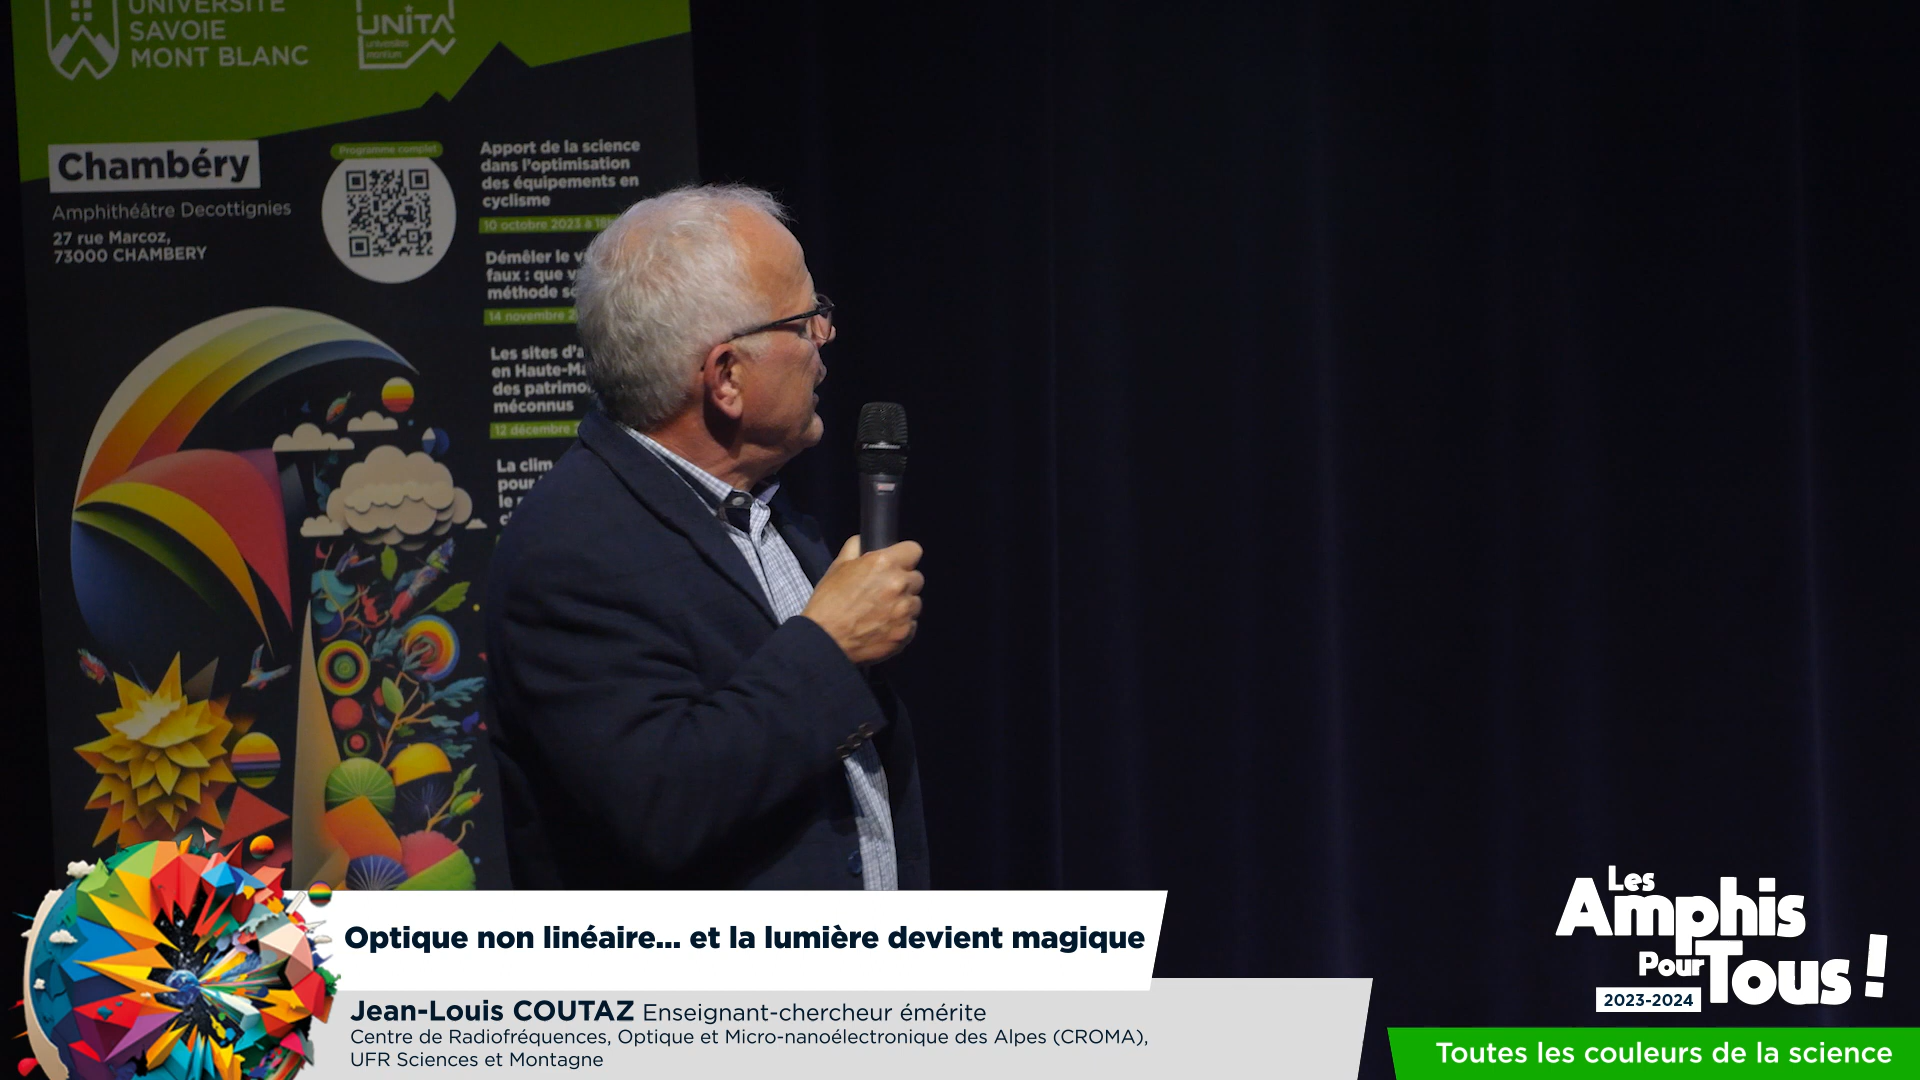 UNIVERSITÉ
SAVOIE
MONT BLANC
UNITA
universitas
montium
Chambéry
Amphithéâtre Decottignies
27 rue Marcoz,
73000 CHAMBERY
Programme complet
Apport de la science
dans l'optimisation
des équipements en
cyclisme
10 octobre 2023 à
Démêler le
faux : que
méthode
14 novembre
Les sites
en
des
méconnus
12 décembre
La
pour
le
Optique non linéaire... et la lumière devient magique
Jean-Louis COUTAZ Enseignant-chercheur émérite
Centre de Radiofréquences, Optique et Micro-nanoélectronique des Alpes (CROMA),
UFR Sciences et Montagne
Les
Amphis
Pour Tous !
2023-2024
Toutes les couleurs de la science